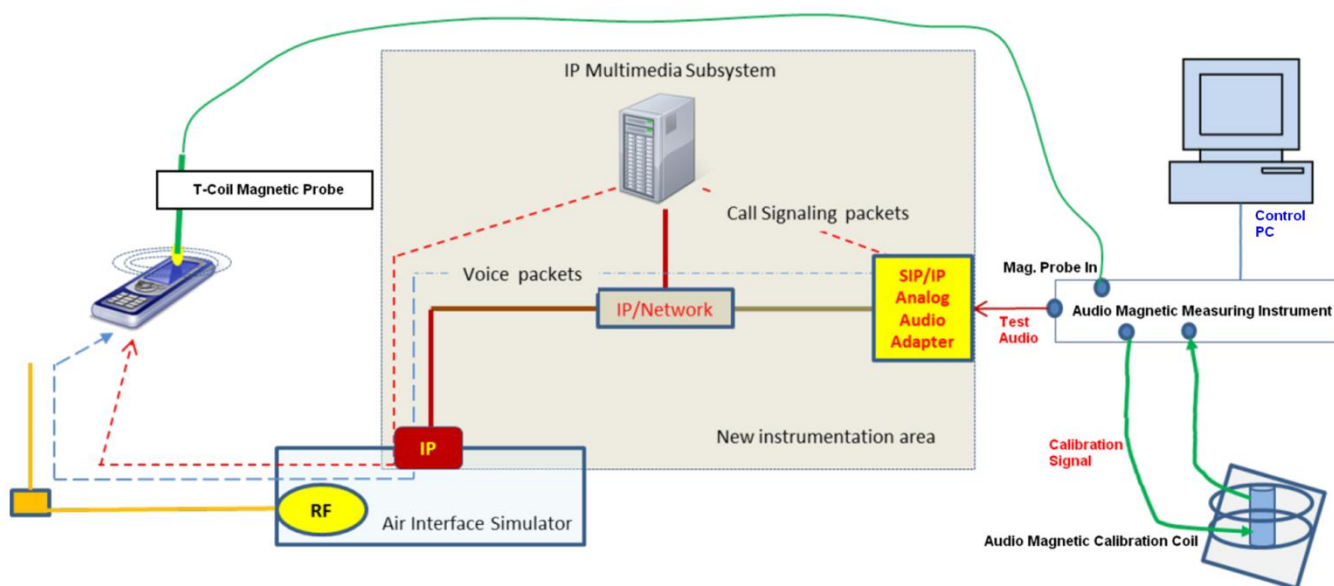 IP Multimedia Subsystem
T-Coil Magnetic Probe
Call Signaling packets
Control
PC
Voice packets
Mag. Probe In
SIP/IP
Analog
Audio
Adapter
IP/Network
Audio Magnetic Measuring Instrument
Test
Audio
New instrumentation area
IP
Calibration
Signal
RF
Air Interface Simulator
Audio Magnetic Calibration Coil